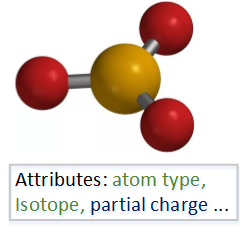 Attributes: atom type,
Isotope, partial charge ...